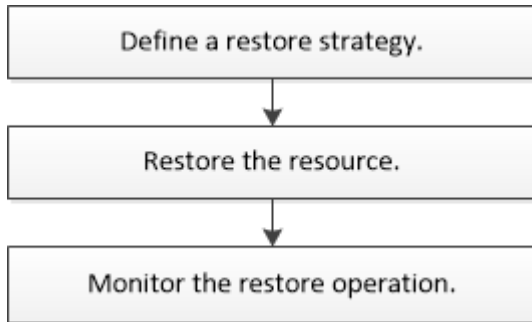 Define a restore strategy.
Restore the resource.
Monitor the restore operation.